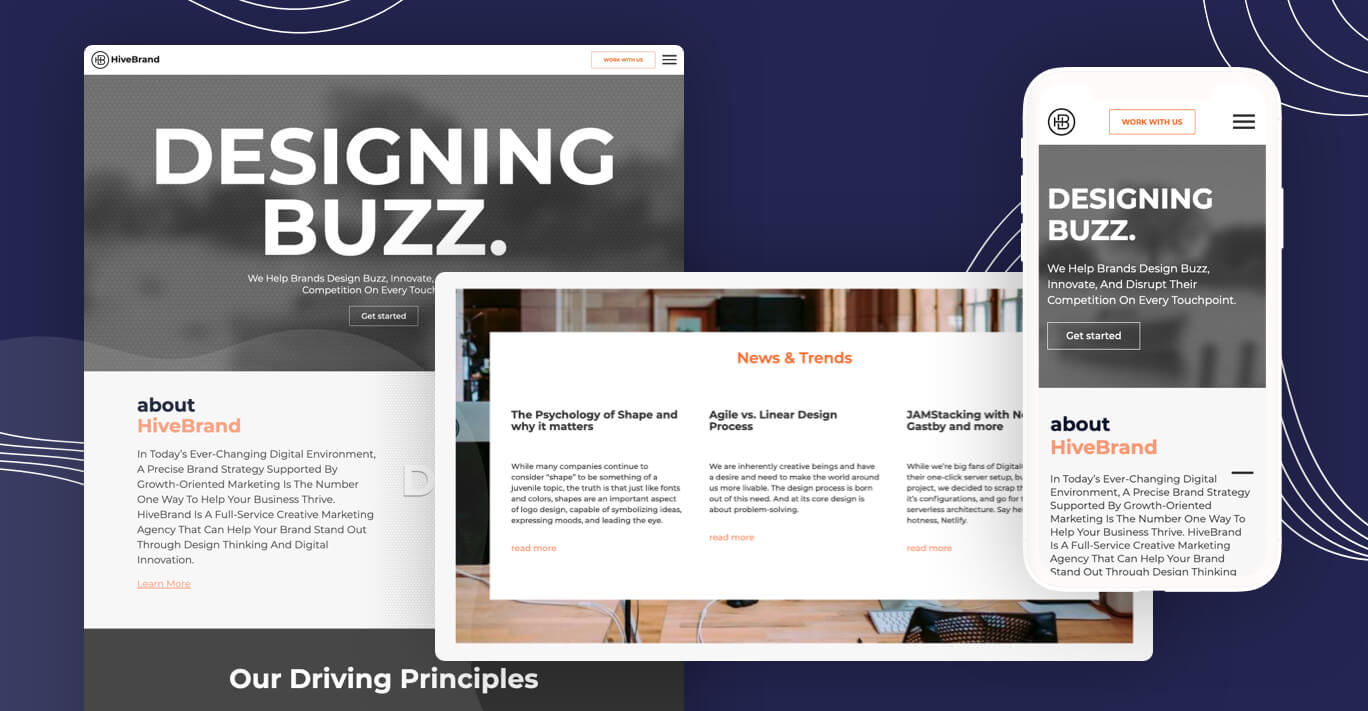 HiveBrand
WORK WITH US
DESIGNING
BUZZ.
We Help Brands Design Buzz, Innovate,
Competition On Every
Get started
about
HiveBrand
In Today's Ever-Changing Digital Environment,
A Precise Brand Strategy Supported By
Growth-Oriented Marketing Is The Number
One Way To Help Your Business Thrive.
HiveBrand Is A Full-Service Creative Marketing
Agency That Can Help Your Brand Stand Out
Through Design Thinking And Digital
Innovation.
Learn More
D
Our Driving Principles
News & Trends
The Psychology of Shape and
why it matters
While many companies continue to
consider "shape" to be something of a
juvenile topic, the truth is that just like fonts
and colors, shapes are an important aspect
of logo design, capable of symbolizing ideas,
expressing moods, and leading the eye.
read more
Agile vs. Linear Design
Process
We are inherently creative beings and have
a desire and need to make the world around
us more livable. The design process is born
out of this need. And at its core design is
about problem-solving.
read more
JAMStacking with
Gastby and more
While we're big fans of
their one-click server setup,
project, we decided to scrap
it's configurations, and go for
serverless architecture. Say
hotness, Netlify.
read more
HB
WORK WITH US
DESIGNING
BUZZ.
We Help Brands Design Buzz,
Innovate, And Disrupt Their
Competition On Every Touchpoint.
Get started
about
HiveBrand
In Today's Ever-Changing Digital
Environment, A Precise Brand Strategy
Supported By Growth-Oriented
Marketing Is The Number One Way To
Help Your Business Thrive. HiveBrand
Is A Full-Service Creative Marketing
Agency That Can Help Your Brand
Stand Out Through Design Thinking